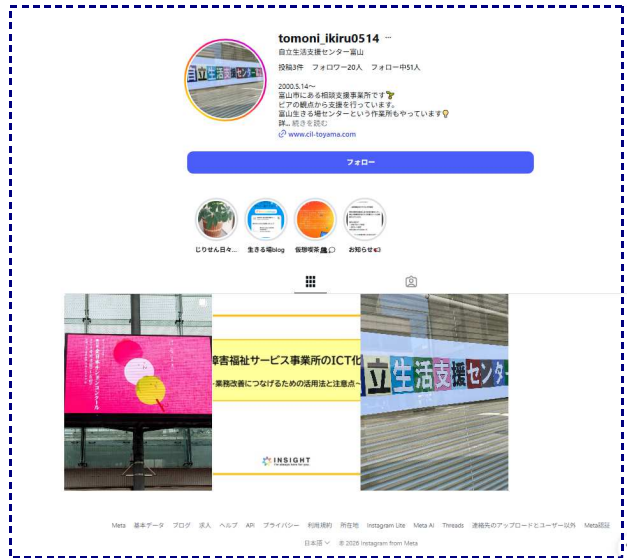 tomoni_ikiru0514 ···
自立生活支援センター富山
投稿3件 フォロワー20人 フォロー中51人
2000.5.14～
富山市にある相談支援事業所です
ピアの観点から支援を行っています。
富山生きる場センターという作業所もやっています
詳... 続きを読む
www.cil-toyama.com
フォロー
じりせん日々...
生きる場blog
仮想喫茶
お知らせ
障害福祉サービス事業所のICT化
~業務改善につなげるための活用法と注意点~
INSIGHT
立生活支援センター
Meta 基本データ ブログ 求人 ヘルプ API プライバシー 利用規約 所在地 Instagram Lite Meta AI Threads 連絡先のアップロードとユーザー以外 Meta認証
日本語 © 2026 Instagram from Meta